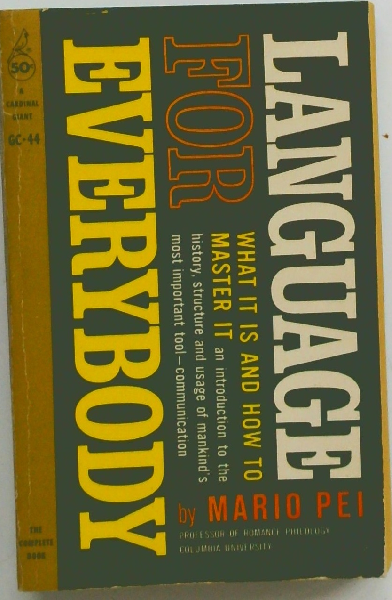 LANGUAGE
FOR
EVERYBODY
WHAT IT IS AND HOW TO
MASTER IT an introduction to the
history, structure and usage of mankind's
most important tool—communication
by MARIO PEI
PROFESSOR OF ROMANCE PHILOLOGY
COLUMBIA UNIVERSITY
50¢
A
CARDINAL
GIANT
GC-44
THE
COMPLETE
BOOK